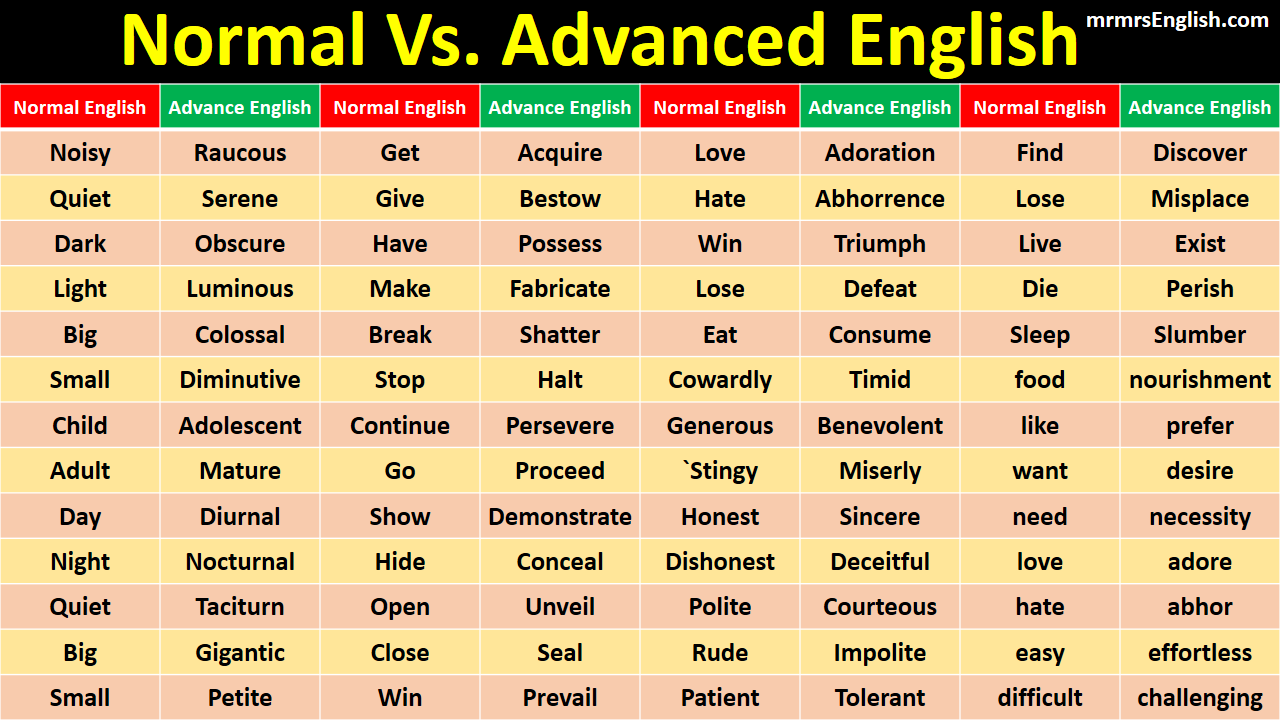 Normal Vs. Advanced English
mrmrsEnglish.com
Normal English Advance English Normal English Advance English Normal English Advance English Normal English Advance English
Noisy Raucous Get Acquire Love Adoration Find Discover
Quiet Serene Give Bestow Hate Abhorrence Lose Misplace
Dark Obscure Have Possess Win Triumph Live Exist
Light Luminous Make Fabricate Lose Defeat Die Perish
Big Colossal Break Shatter Eat Consume Sleep Slumber
Small Diminutive Stop Halt Cowardly Timid food nourishment
Child Adolescent Continue Persevere Generous Benevolent like prefer
Adult Mature Go Proceed `Stingy Miserly want desire
Day Diurnal Show Demonstrate Honest Sincere need necessity
Night Nocturnal Hide Conceal Dishonest Deceitful love adore
Quiet Taciturn Open Unveil Polite Courteous hate abhor
Big Gigantic Close Seal Rude Impolite easy effortless
Small Petite Win Prevail Patient Tolerant difficult challenging